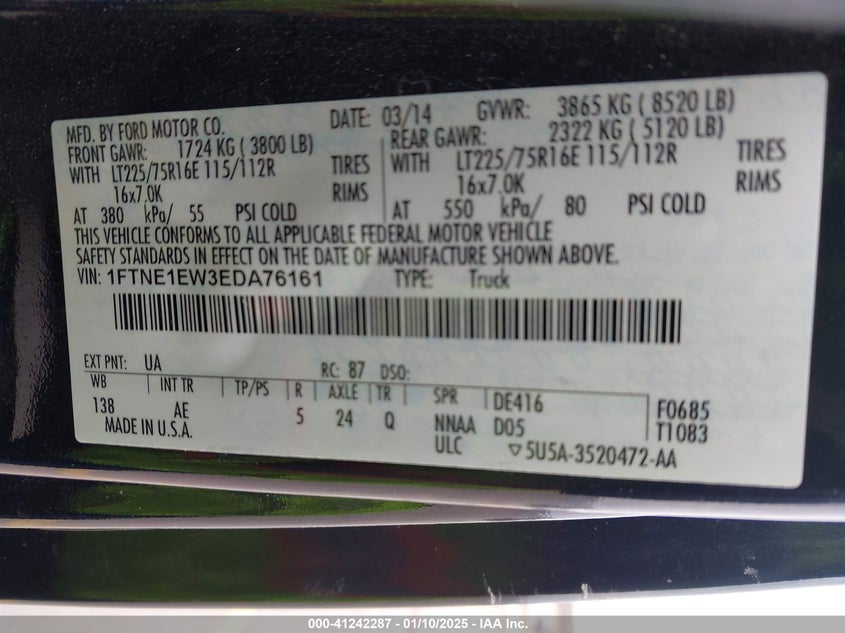 MFD. BY FORD MOTOR CO.
DATE: 03/14 GVWR: 3865 KG ( 8520 LB)
FRONT GAWR: 1724 KG ( 3800 LB)
WITH LT225/75R16E 115/112R TIRES
16x7.0K RIMS
AT 380 kPa/ 55 PSI COLD
REAR GAWR: 2322 KG ( 5120 LB)
WITH LT225/75R16E 115/112R TIRES
16x7.0K RIMS
AT 550 kPa/ 80 PSI COLD
THIS VEHICLE CONFORMS TO ALL APPLICABLE FEDERAL MOTOR VEHICLE
SAFETY STANDARDS IN EFFECT ON THE DATE OF MANUFACTURE SHOWN ABOVE.
VIN: 1FTNE1EW3EDA76161 TYPE: Truck
EXT PNT: UA RC: 87 DSO:
WB INT TR TP/PS R AXLE TR SPR DE416 F0685
138 AE 5 24 Q NNAA D05 T1083
MADE IN U.S.A. ULC ▽5U5A-3520472-AA
000-41242287 - 01/10/2025 - IAA Inc.